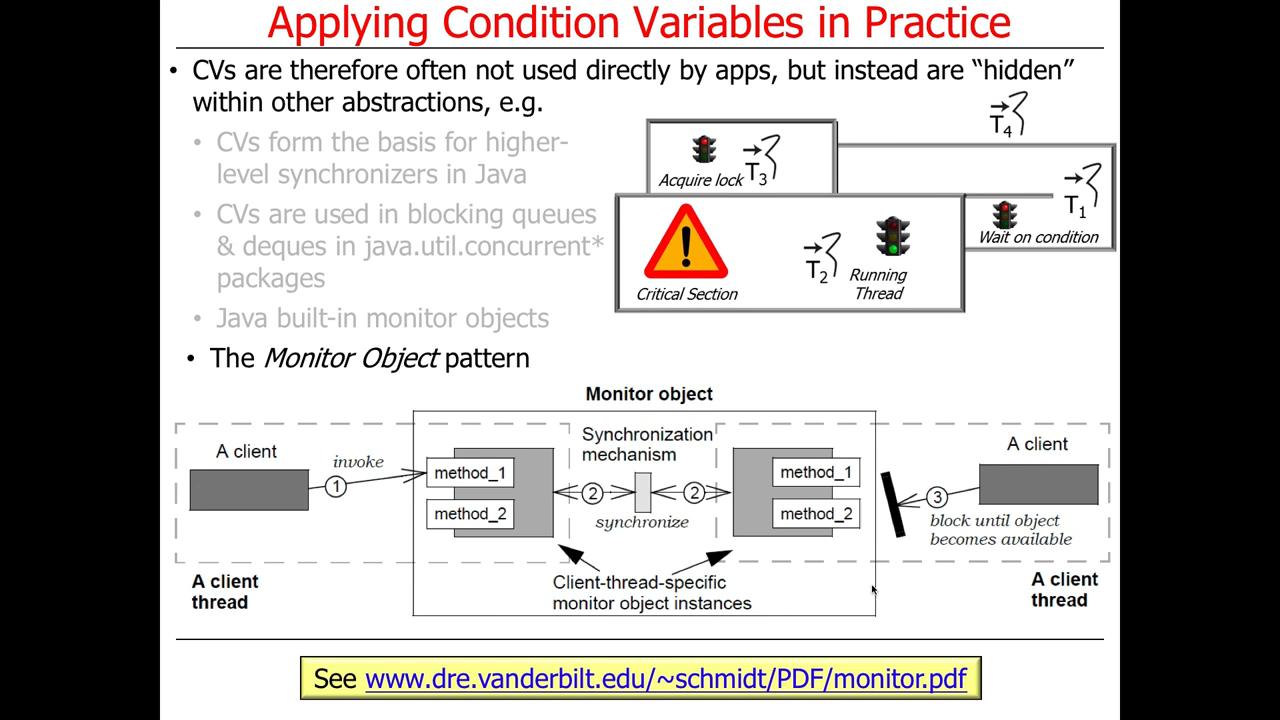 Applying Condition Variables in Practice
• CVs are therefore often not used directly by apps, but instead are “hidden”
within other abstractions, e.g.
• CVs form the basis for higher-
level synchronizers in Java
• CVs are used in blocking queues
& deques in java.util.concurrent*
packages
• Java built-in monitor objects
• The Monitor Object pattern
T4
Acquire lock
T3
T1
Wait on condition
Critical Section
T2
Running
Thread
Monitor object
A client
invoke
1
method_1
method_2
Synchronization
mechanism
2
2
synchronize
method_1
method_2
A client
3
block until object
becomes available
A client
thread
Client-thread-specific
monitor object instances
A client
thread
See www.dre.vanderbilt.edu/~schmidt/PDF/monitor.pdf